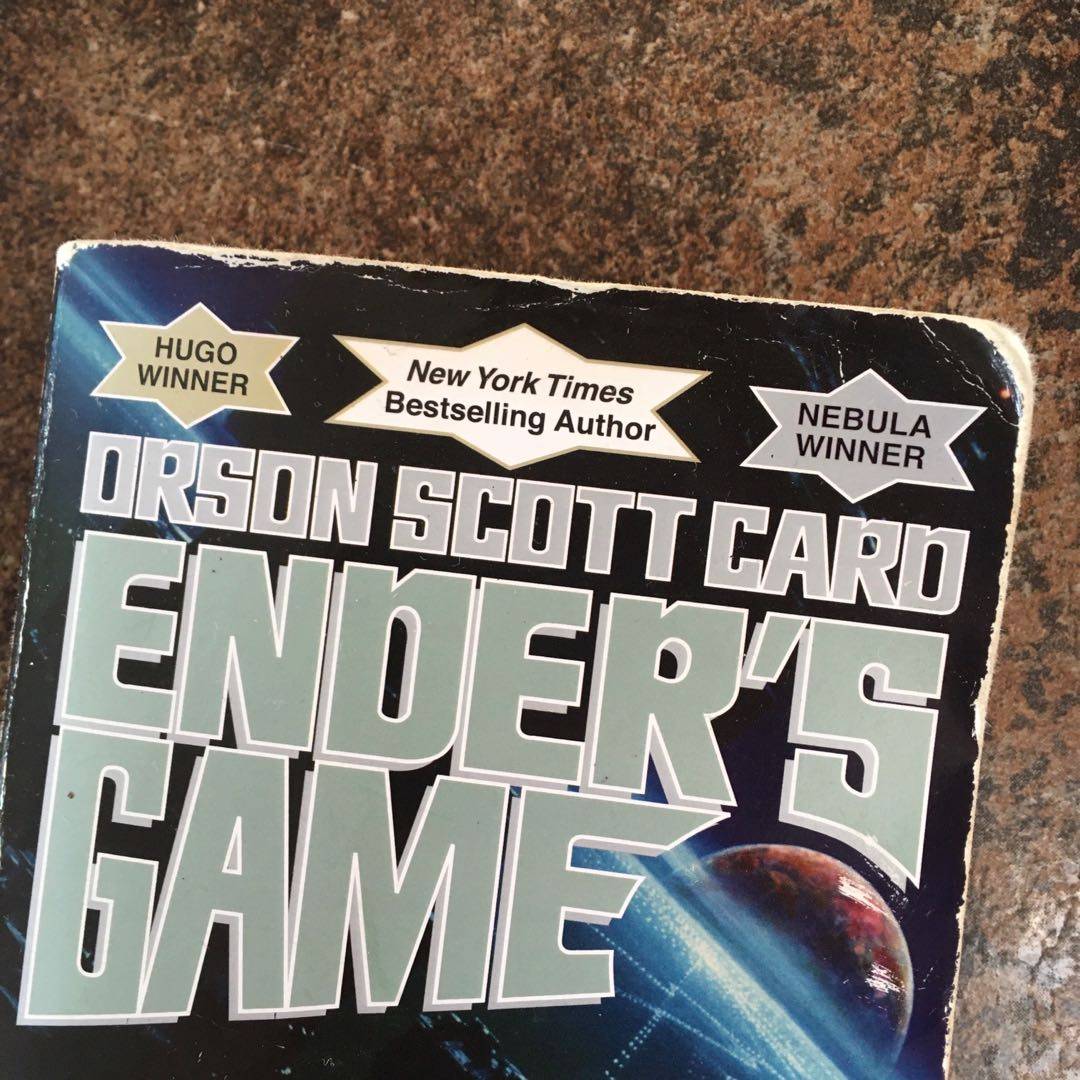 HUGO
WINNER
New York Times
Bestselling Author
NEBULA
WINNER
ORSON SCOTT CARD
ENDER'S
GAME